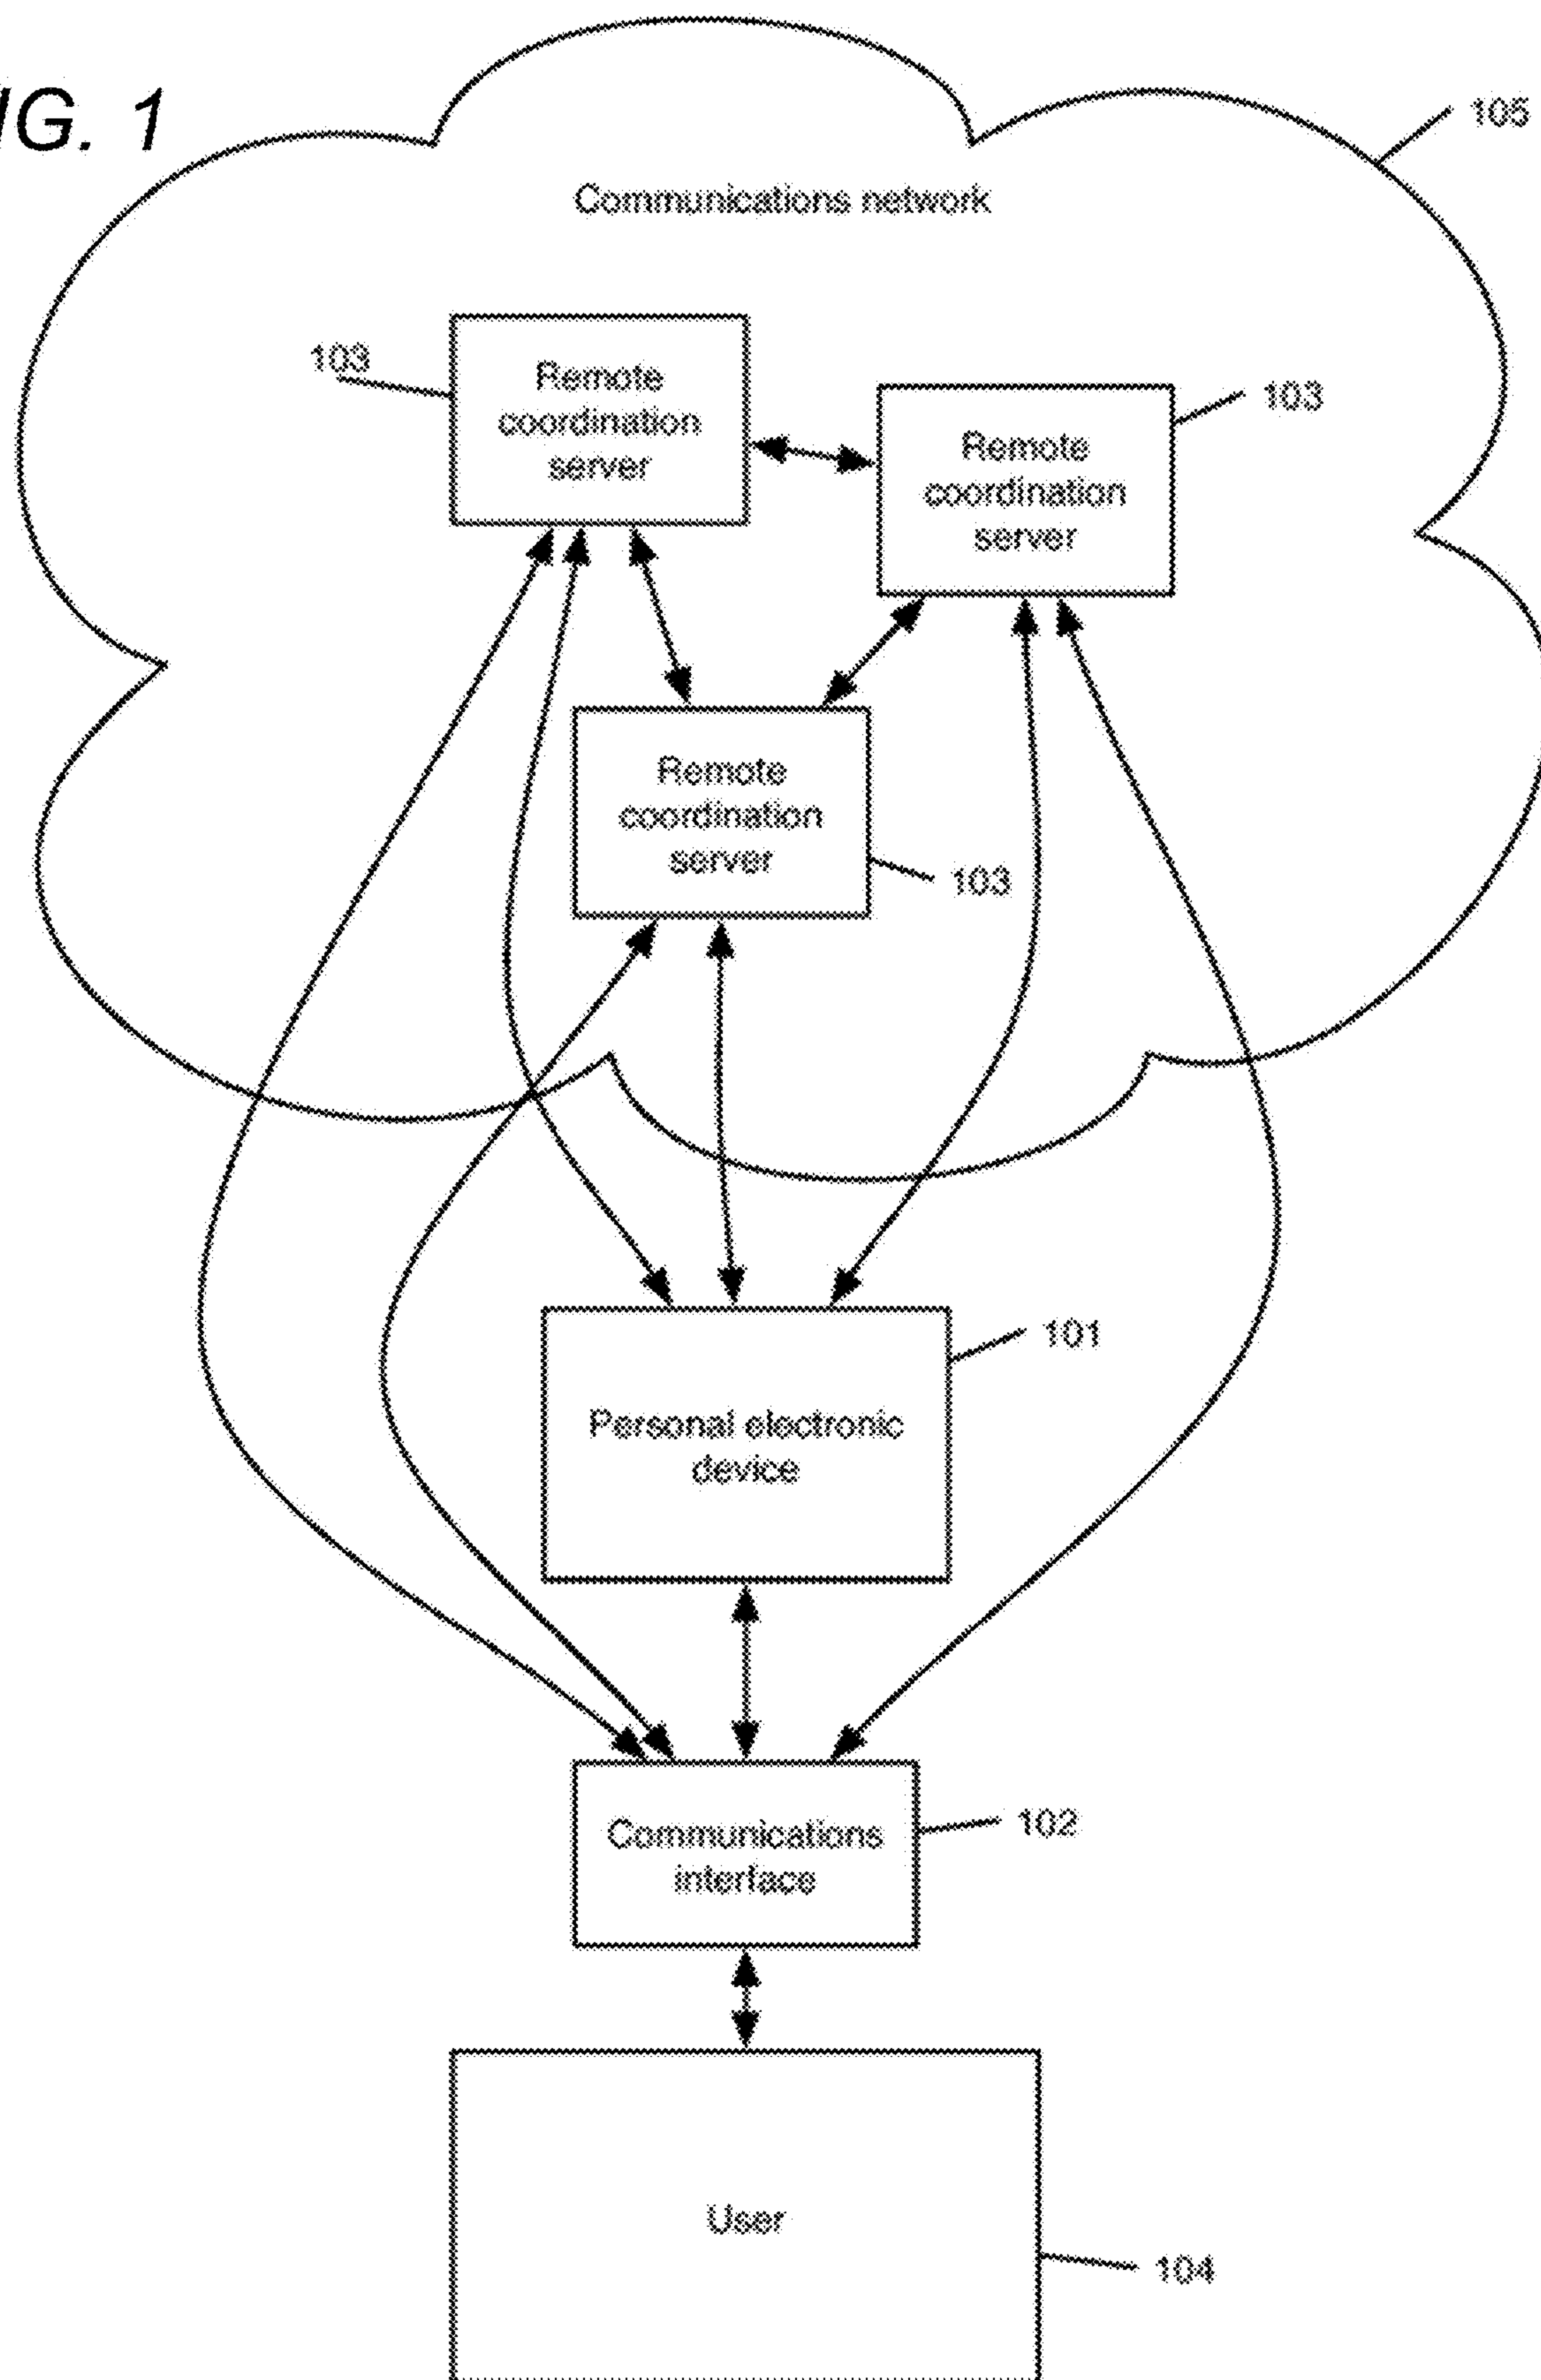 IG. 1
105
Communications network
103
Remote
coordination
server
103
Remote
coordination
server
Remote
coordination
server
103
101
Personal electronic
device
Communications
interface
102
User
104